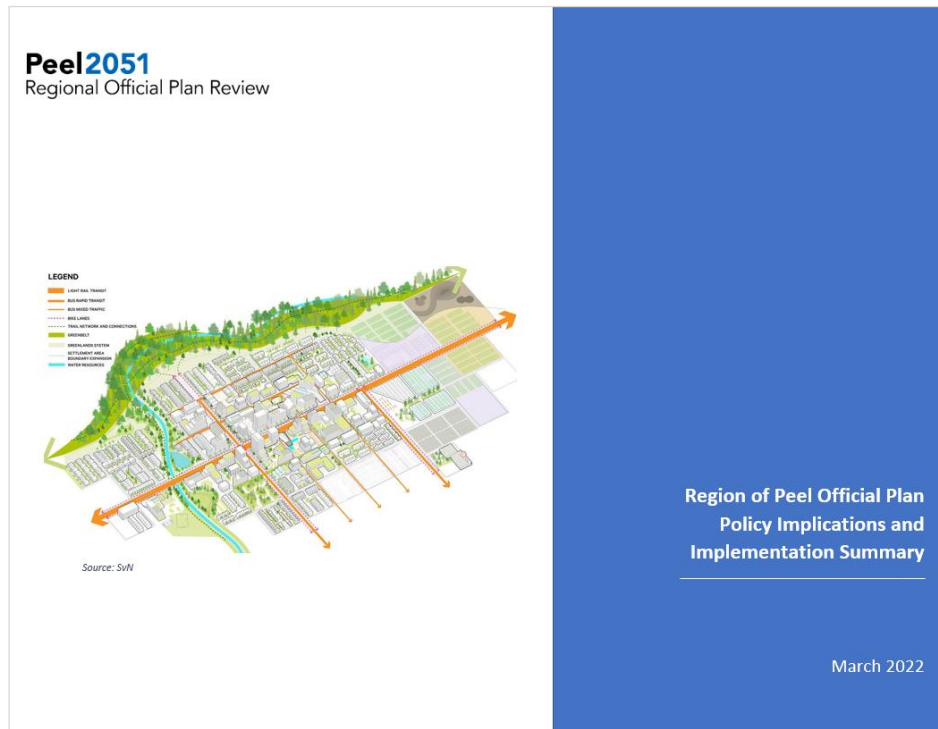 Peel2051
Regional Official Plan Review
LEGEND
LIGHT RAIL TRANSIT
BUS RAPID TRANSIT
BUS MIXED TRAFFIC
BIKE LANES
TRAIL NETWORK AND CONNECTIONS
GREENBELT
GREENLANDS SYSTEM
SETTLEMENT AREA
BOUNDARY EXPANSION
WATER RESOURCES
Source: SvN
Region of Peel Official Plan
Policy Implications and
Implementation Summary
March 2022